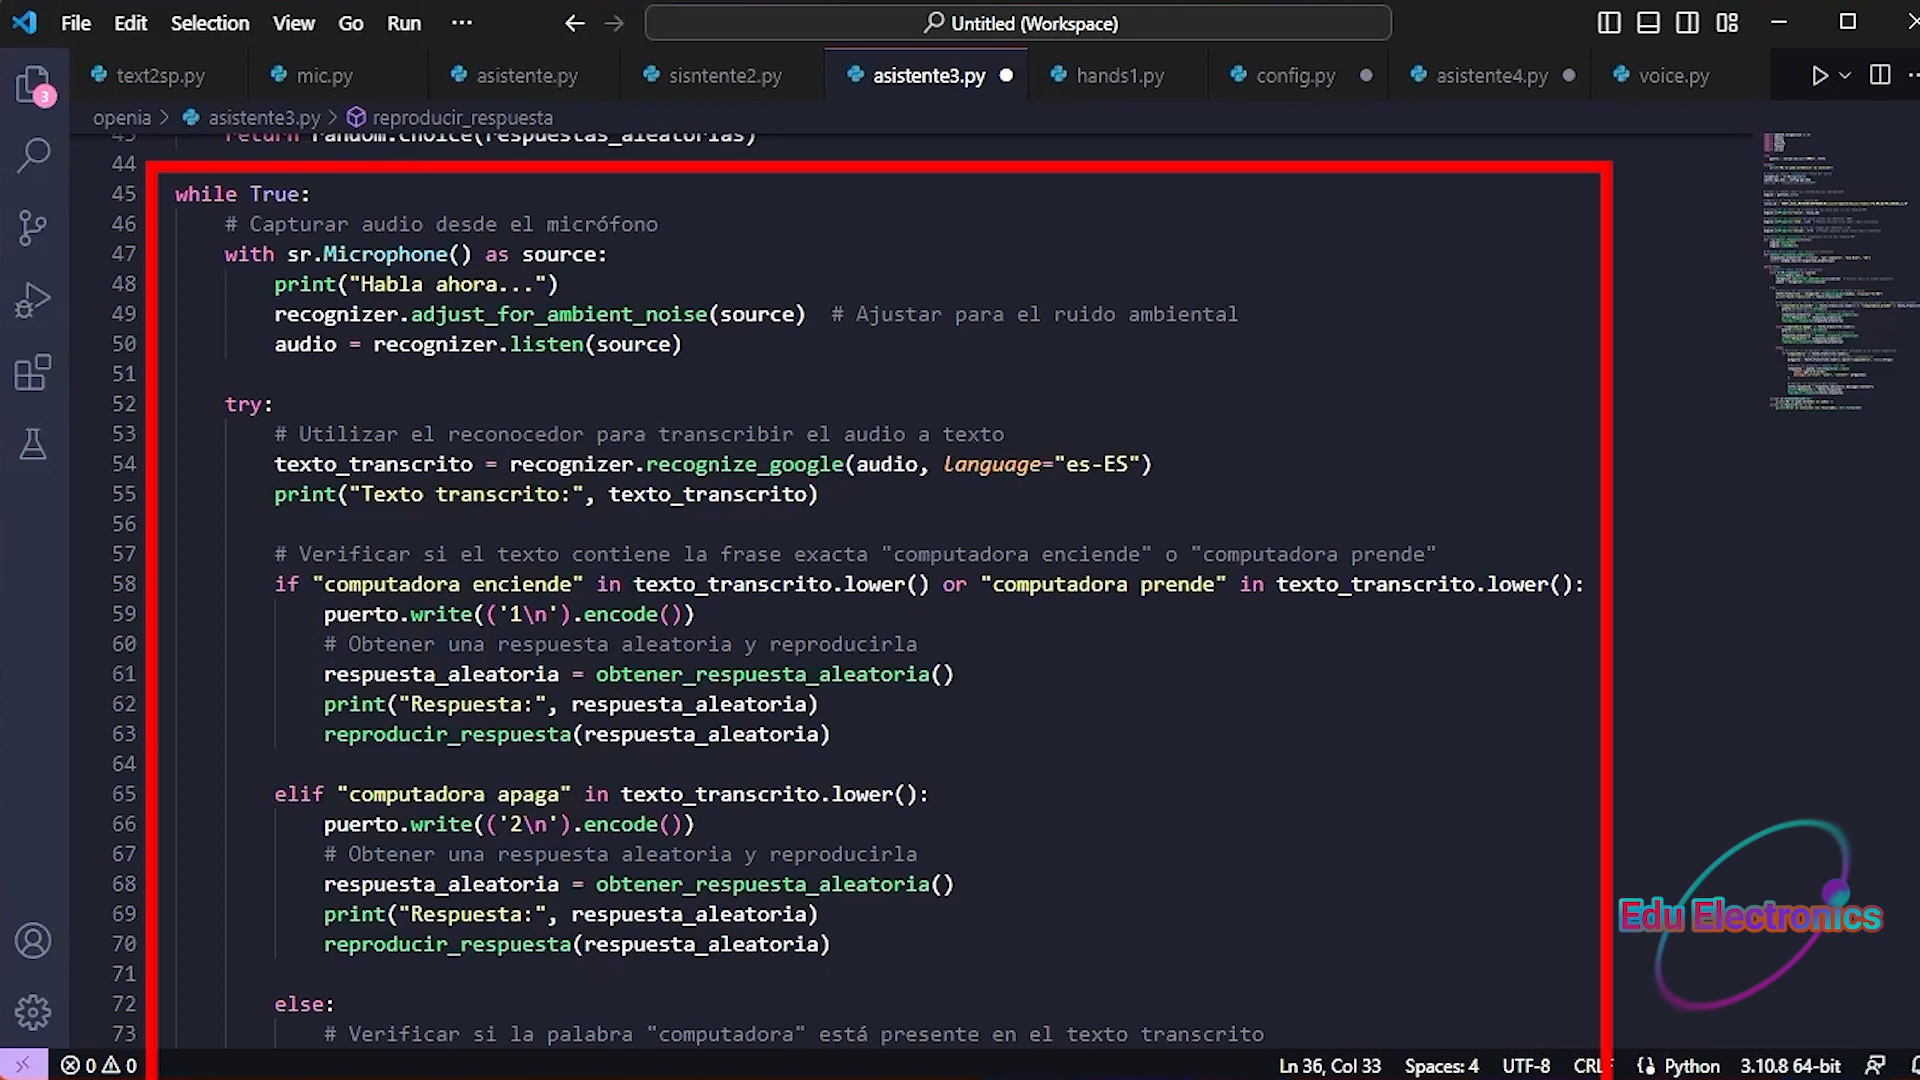 File Edit Selection View Go Run ··· Untitled (Workspace)
text2sp.py mic.py asistente.py sisntente2.py asistente3.py hands1.py config.py asistente4.py voice.py
3
openia > asistente3.py > reproducir_respuesta
43 return random.choice(respuestas_aleatorias)
44
45 while True:
46 # Capturar audio desde el micrófono
47 with sr.Microphone() as source:
48 print("Habla ahora...")
49 recognizer.adjust_for_ambient_noise(source) # Ajustar para el ruido ambiental
50 audio = recognizer.listen(source)
51
52 try:
53 # Utilizar el reconocedor para transcribir el audio a texto
54 texto_transcrito = recognizer.recognize_google(audio, language="es-ES")
55 print("Texto transcrito:", texto_transcrito)
56
57 # Verificar si el texto contiene la frase exacta "computadora enciende" o "computadora prende"
58 if "computadora enciende" in texto_transcrito.lower() or "computadora prende" in texto_transcrito.lower():
59 puerto.write(('1\n').encode())
60 # Obtener una respuesta aleatoria y reproducirla
61 respuesta_aleatoria = obtener_respuesta_aleatoria()
62 print("Respuesta:", respuesta_aleatoria)
63 reproducir_respuesta(respuesta_aleatoria)
64
65 elif "computadora apaga" in texto_transcrito.lower():
66 puerto.write(('2\n').encode())
67 # Obtener una respuesta aleatoria y reproducirla
68 respuesta_aleatoria = obtener_respuesta_aleatoria()
69 print("Respuesta:", respuesta_aleatoria)
70 reproducir_respuesta(respuesta_aleatoria)
71
72 else:
73 # Verificar si la palabra "computadora" está presente en el texto transcrito
Edu Electronics
0 0 Ln 36, Col 33 Spaces: 4 UTF-8 CRLF Python 3.10.8 64-bit